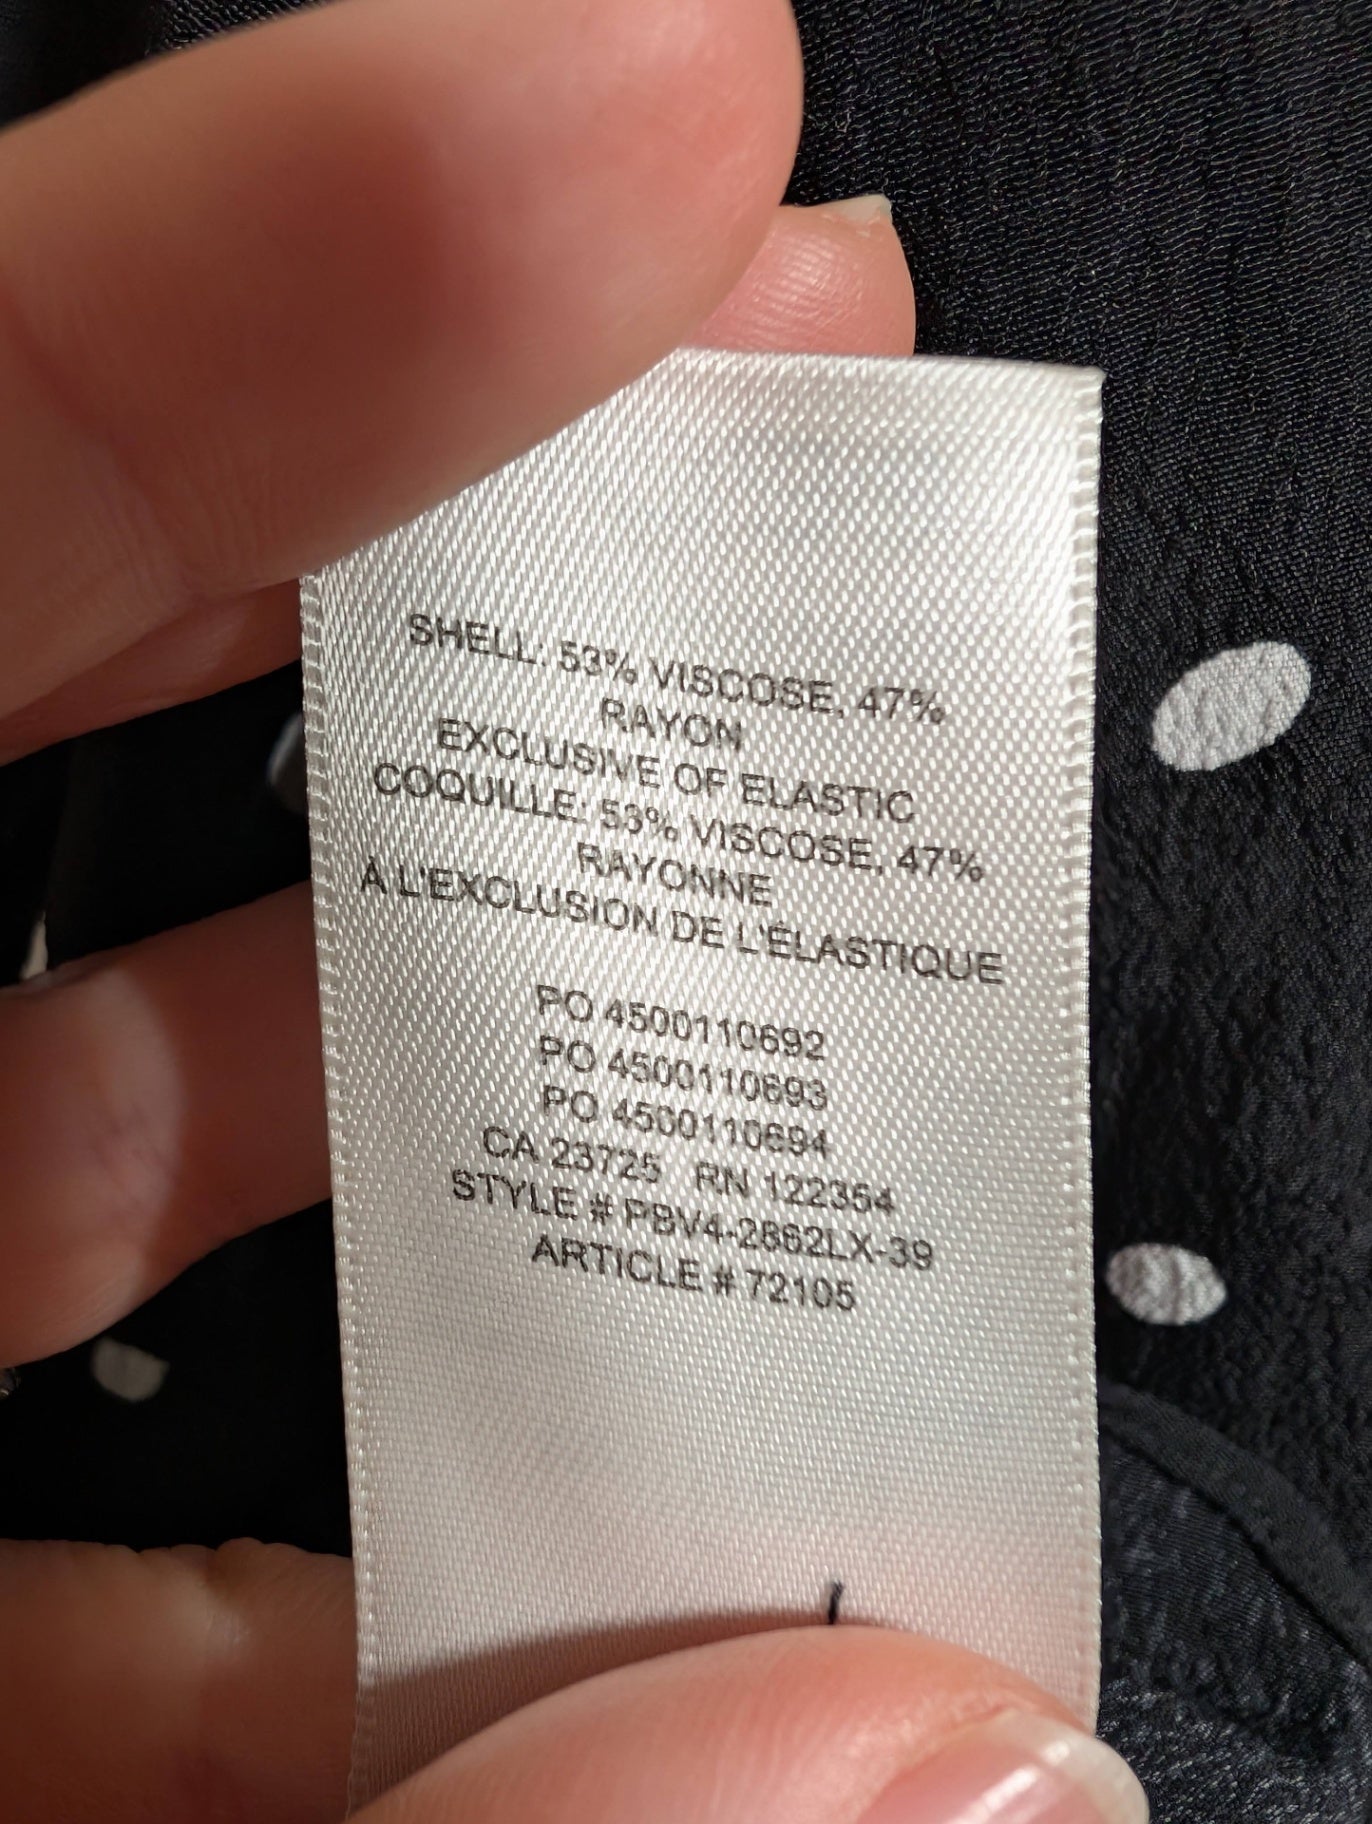 SHELL: 53% VISCOSE, 47%
RAYON
EXCLUSIVE OF ELASTIC
COQUILLE: 53% VISCOSE, 47%
RAYONNE
À L'EXCLUSION DE L'ÉLASTIQUE
PO 4500110692
PO 4500110693
PO 4500110694
CA 23725 RN 122354
STYLE # PBV4-2862LX-39
ARTICLE # 72105